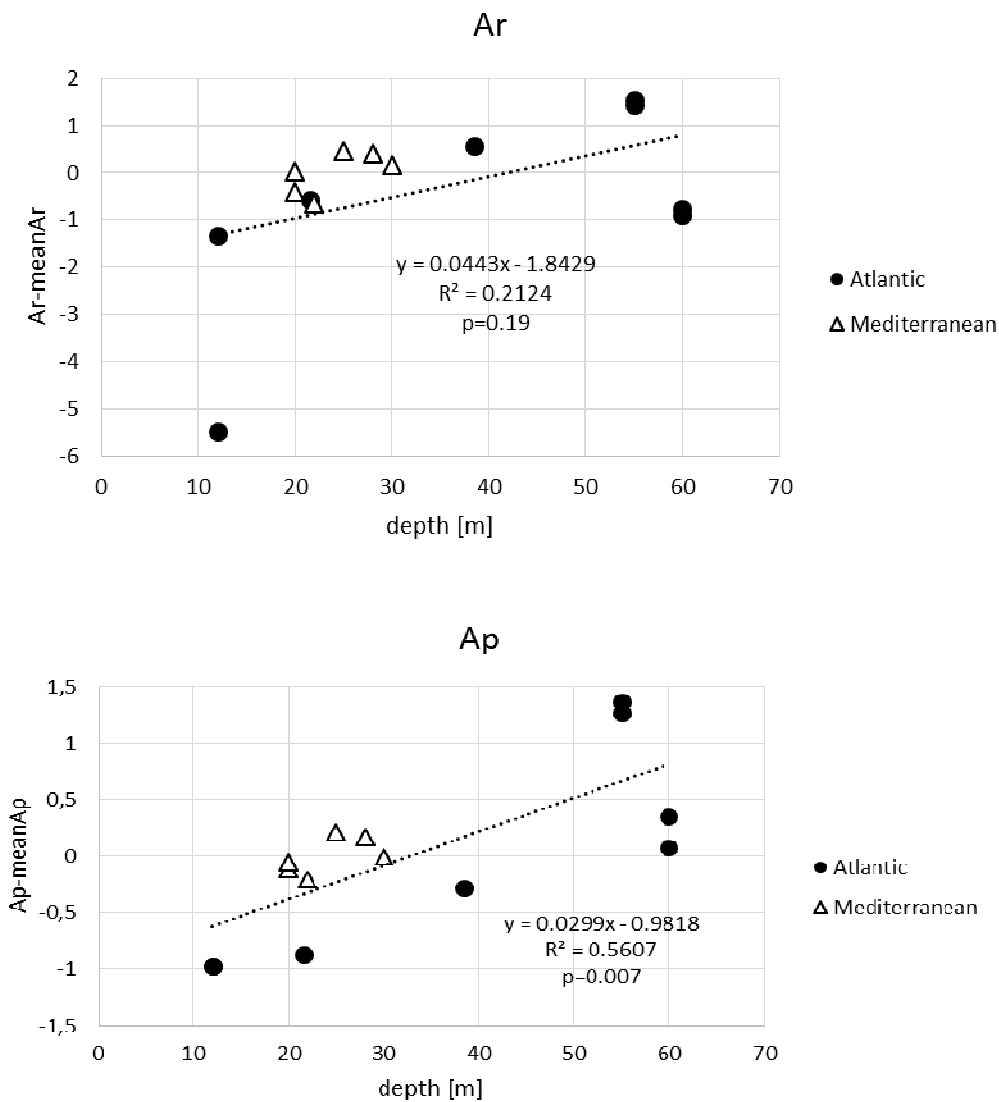 Ar
2
1
0
-1
-2
-3
-4
-5
-6
Ar-meanAr
y = 0.0443x - 1.8429
R² = 0.2124
p=0.19
Atlantic
Mediterranean
0 10 20 30 40 50 60 70
depth [m]
Ap
1,5
1
0,5
0
-0,5
-1
-1,5
Ap-meanAp
Atlantic
Mediterranean
y = 0.0299x - 0.9818
R² = 0.5607
p=0.007
0 10 20 30 40 50 60 70
depth [m]